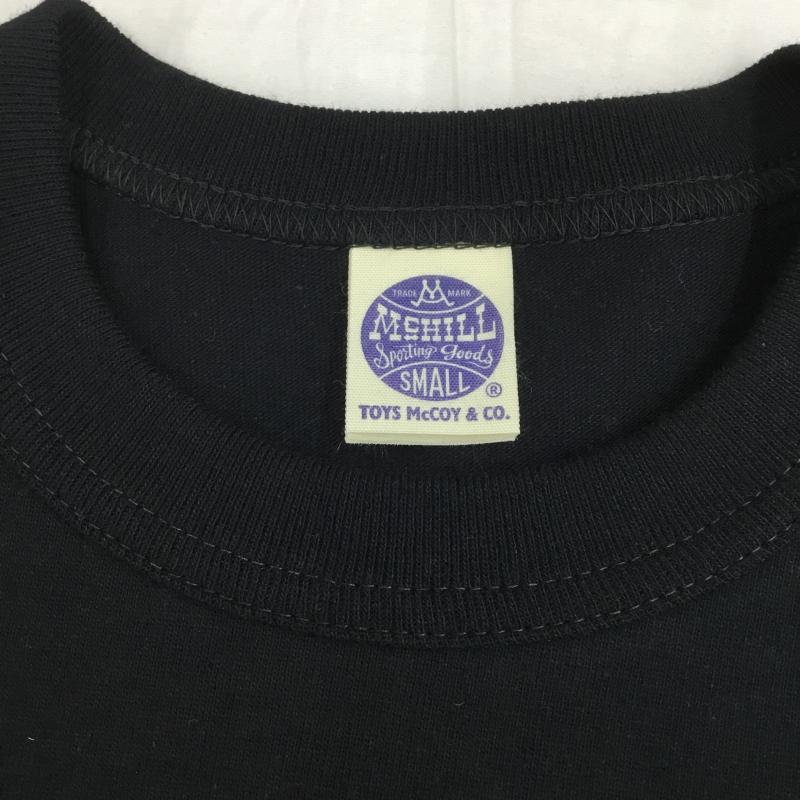 TRADE MARK
McHILL
Sporting Goods
SMALL ®
TOYS McCOY & CO.